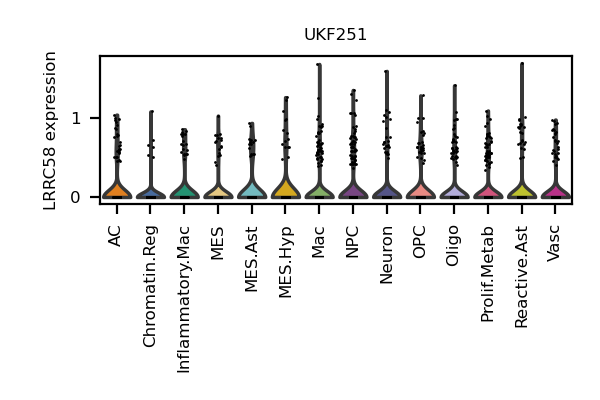 UKF251
LRRC58 expression
1
0
AC
Chromatin.Reg
Inflammatory.Mac
MES
MES.Ast
MES.Hyp
Mac
NPC
Neuron
OPC
Oligo
Prolif.Metab
Reactive.Ast
Vasc